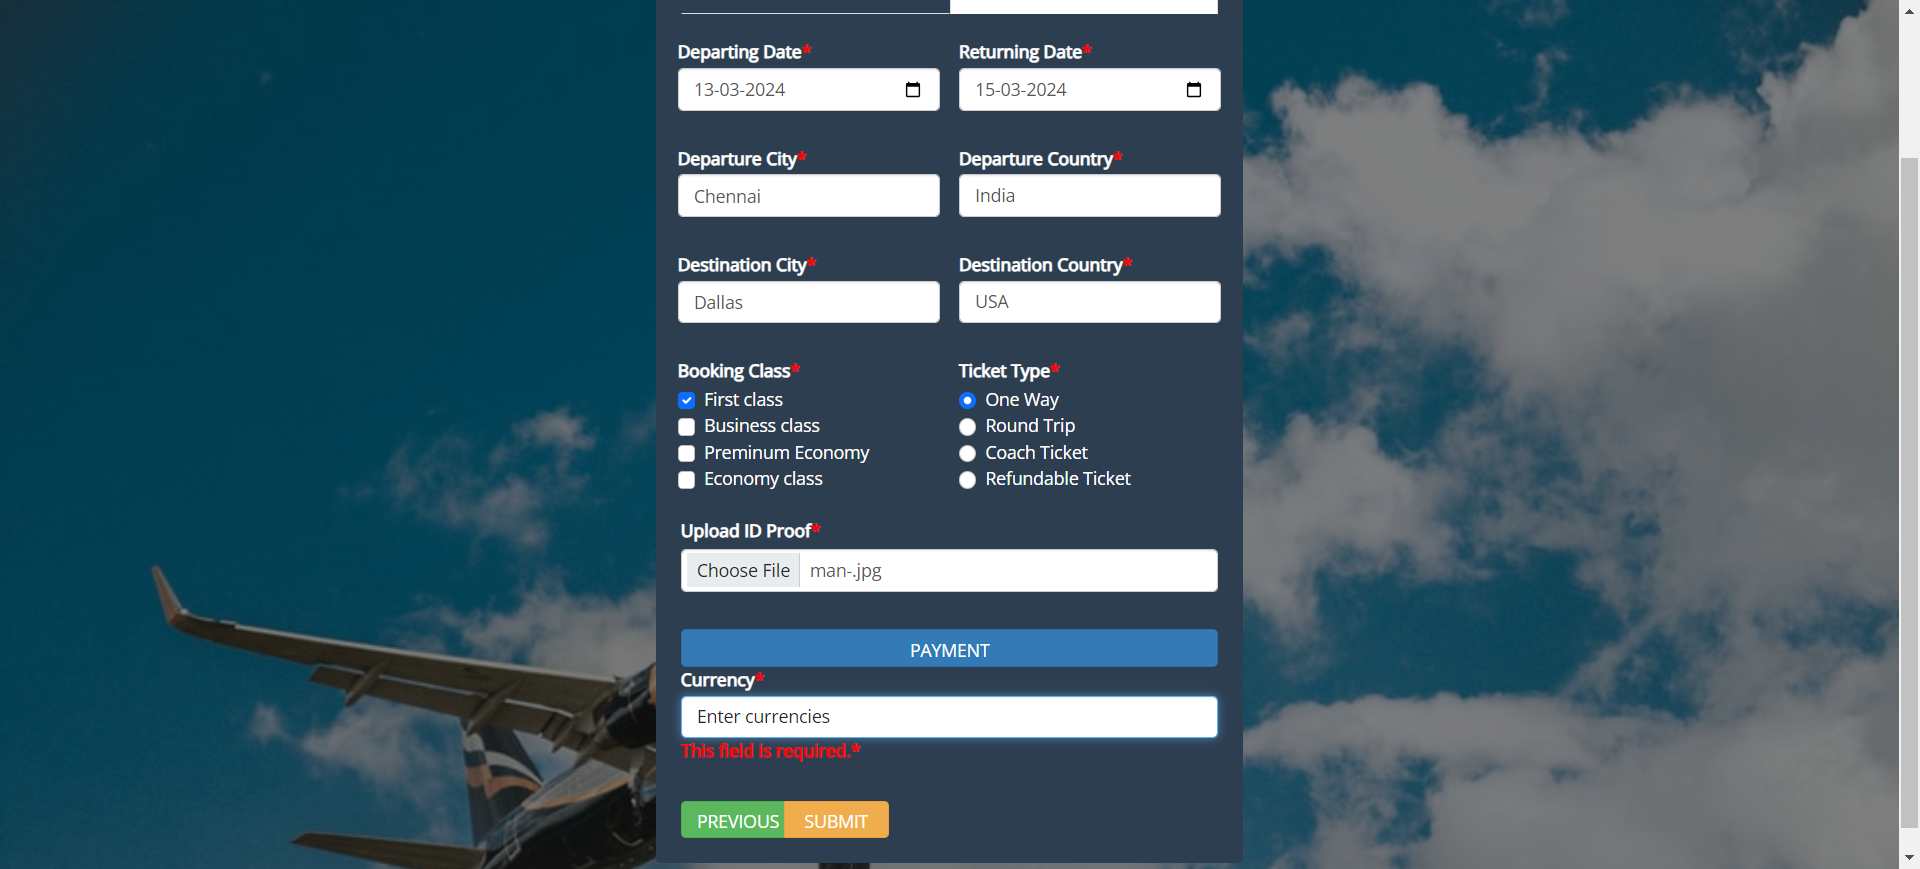 Departing Date* Returning Date*
13-03-2024 15-03-2024
Departure City* Departure Country*
Chennai India
Destination City* Destination Country*
Dallas USA
Booking Class* Ticket Type*
First class One Way
Business class Round Trip
Preminum Economy Coach Ticket
Economy class Refundable Ticket
Upload ID Proof*
Choose File man-.jpg
PAYMENT
Currency*
Enter currencies
This field is required.*
PREVIOUS SUBMIT